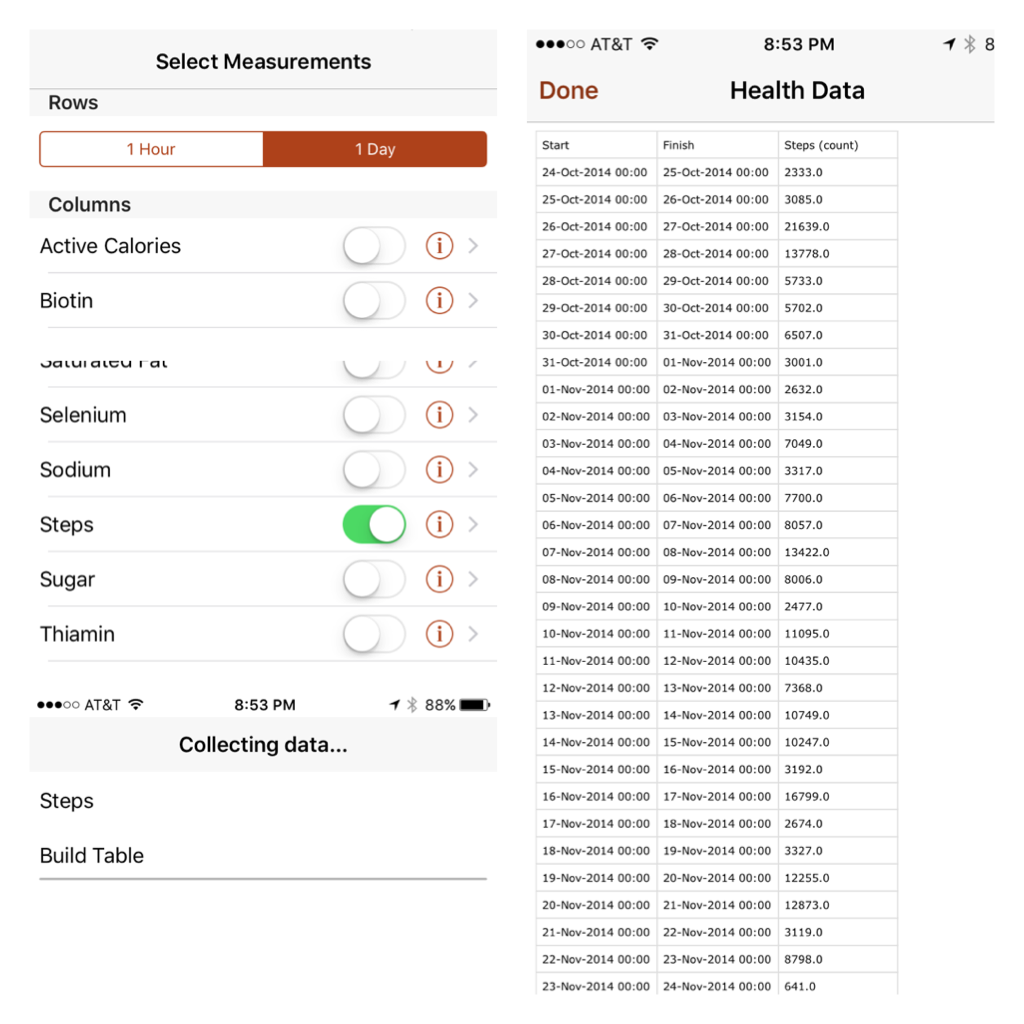 Select Measurements
Rows
1 Hour 1 Day
Columns
Active Calories
Biotin
Saturated Fat
Selenium
Sodium
Steps
Sugar
Thiamin
AT&T 8:53 PM 88%
Collecting data...
Steps
Build Table
AT&T 8:53 PM 8
Done Health Data
Start Finish Steps (count)
24-Oct-2014 00:00 25-Oct-2014 00:00 2333.0
25-Oct-2014 00:00 26-Oct-2014 00:00 3085.0
26-Oct-2014 00:00 27-Oct-2014 00:00 21639.0
27-Oct-2014 00:00 28-Oct-2014 00:00 13778.0
28-Oct-2014 00:00 29-Oct-2014 00:00 5733.0
29-Oct-2014 00:00 30-Oct-2014 00:00 5702.0
30-Oct-2014 00:00 31-Oct-2014 00:00 6507.0
31-Oct-2014 00:00 01-Nov-2014 00:00 3001.0
01-Nov-2014 00:00 02-Nov-2014 00:00 2632.0
02-Nov-2014 00:00 03-Nov-2014 00:00 3154.0
03-Nov-2014 00:00 04-Nov-2014 00:00 7049.0
04-Nov-2014 00:00 05-Nov-2014 00:00 3317.0
05-Nov-2014 00:00 06-Nov-2014 00:00 7700.0
06-Nov-2014 00:00 07-Nov-2014 00:00 8057.0
07-Nov-2014 00:00 08-Nov-2014 00:00 13422.0
08-Nov-2014 00:00 09-Nov-2014 00:00 8006.0
09-Nov-2014 00:00 10-Nov-2014 00:00 2477.0
10-Nov-2014 00:00 11-Nov-2014 00:00 11095.0
11-Nov-2014 00:00 12-Nov-2014 00:00 10435.0
12-Nov-2014 00:00 13-Nov-2014 00:00 7368.0
13-Nov-2014 00:00 14-Nov-2014 00:00 10749.0
14-Nov-2014 00:00 15-Nov-2014 00:00 10247.0
15-Nov-2014 00:00 16-Nov-2014 00:00 3192.0
16-Nov-2014 00:00 17-Nov-2014 00:00 16799.0
17-Nov-2014 00:00 18-Nov-2014 00:00 2674.0
18-Nov-2014 00:00 19-Nov-2014 00:00 3327.0
19-Nov-2014 00:00 20-Nov-2014 00:00 12255.0
20-Nov-2014 00:00 21-Nov-2014 00:00 12873.0
21-Nov-2014 00:00 22-Nov-2014 00:00 3119.0
22-Nov-2014 00:00 23-Nov-2014 00:00 8798.0
23-Nov-2014 00:00 24-Nov-2014 00:00 641.0